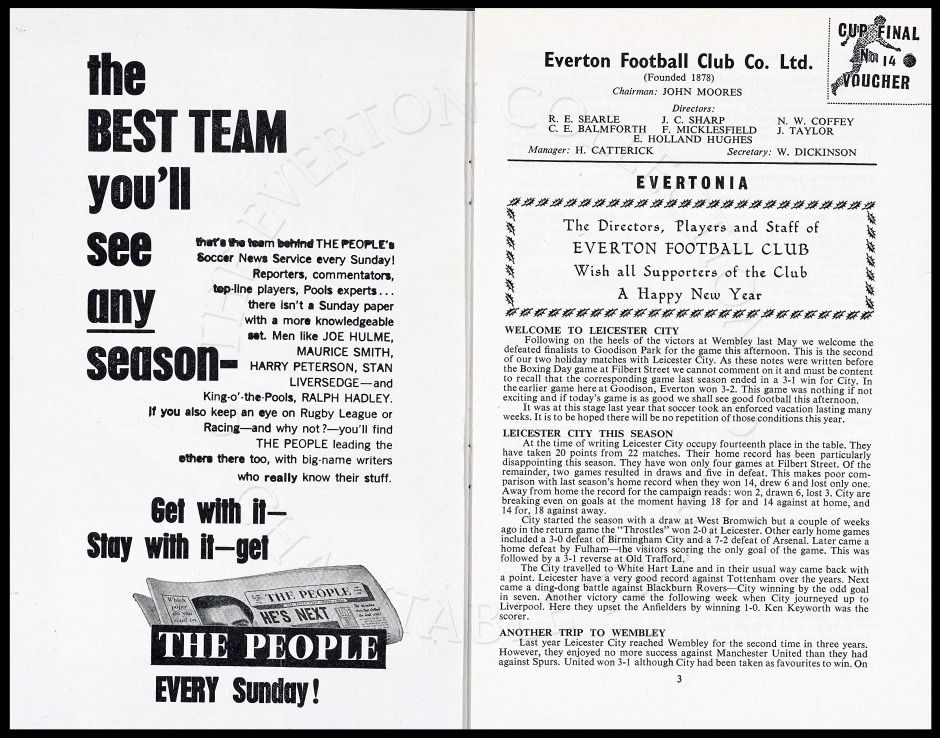 the
BEST TEAM
you'll
see
any
season-
that's the team behind THE PEOPLE's
Soccer News Service every Sunday!
Reporters, commentators,
top-line players, Pools experts...
there isn't a Sunday paper
with a more knowledgeable
set. Men like JOE HULME,
MAURICE SMITH,
HARRY PETERSON, STAN
LIVERSEDGE—and
King-o'-the-Pools, RALPH HADLEY.
If you also keep an eye on Rugby League or
Racing—and why not?—you'll find
THE PEOPLE leading the
others there too, with big-name writers
who really know their stuff.
Get with it—
Stay with it—get
Which
paper
do you
read in
THE PEOPLE
HE'S NEXT
THE PEOPLE
EVERY Sunday!
CUP FINAL
No. 14
VOUCHER
Everton Football Club Co. Ltd.
(Founded 1878)
Chairman: JOHN MOORES
Directors:
R. E. SEARLE J. C. SHARP N. W. COFFEY
C. E. BALMFORTH F. MICKLESFIELD J. TAYLOR
E. HOLLAND HUGHES
Manager: H. CATTERICK Secretary: W. DICKINSON
EVERTONIA
The Directors, Players and Staff of
EVERTON FOOTBALL CLUB
Wish all Supporters of the Club
A Happy New Year
WELCOME TO LEICESTER CITY
Following on the heels of the victors at Wembley last May we welcome the
defeated finalists to Goodison Park for the game this afternoon. This is the second
of our two holiday matches with Leicester City. As these notes were written before
the Boxing Day game at Filbert Street we cannot comment on it and must be content
to recall that the corresponding game last season ended in a 3-1 win for City. In
the earlier game here at Goodison, Everton won 3-2. This game was nothing if not
exciting and if today's game is as good we shall see good football this afternoon.
It was at this stage last year that soccer took an enforced vacation lasting many
weeks. It is to be hoped there will be no repetition of those conditions this year.
LEICESTER CITY THIS SEASON
At the time of writing Leicester City occupy fourteenth place in the table. They
have taken 20 points from 22 matches. Their home record has been particularly
disappointing this season. They have won only four games at Filbert Street. Of the
remainder, two games resulted in draws and five in defeat. This makes poor com-
parison with last season's home record when they won 14, drew 6 and lost only one.
Away from home the record for the campaign reads: won 2, drawn 6, lost 3. City are
breaking even on goals at the moment having 18 for and 14 against at home, and
14 for, 18 against away.
City started the season with a draw at West Bromwich but a couple of weeks
ago in the return game the "Throstles" won 2-0 at Leicester. Other early home games
included a 3-0 defeat of Birmingham City and a 7-2 defeat of Arsenal. Later came a
home defeat by Fulham—the visitors scoring the only goal of the game. This was
followed by a 3-1 reverse at Old Trafford.
The City travelled to White Hart Lane and in their usual way came back with
a point. Leicester have a very good record against Tottenham over the years. Next
came a ding-dong battle against Blackburn Rovers—City winning by the odd goal
in seven. Another victory came the following week when City journeyed up to
Liverpool. Here they upset the Anfielders by winning 1-0. Ken Keyworth was the
scorer.
ANOTHER TRIP TO WEMBLEY
Last year Leicester City reached Wembley for the second time in three years.
However, they enjoyed no more success against Manchester United than they had
against Spurs. United won 3-1 although City had been taken as favourites to win. On
3